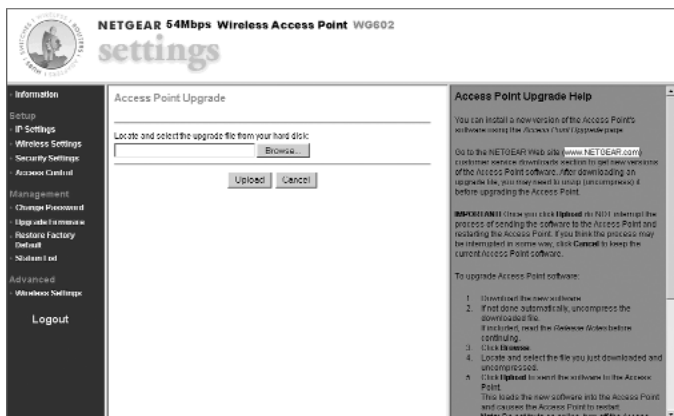 NETGEAR 54Mbps Wireless Access Point WG602
settings
Information
Setup
IP Settings
Wireless Settings
Security Settings
Access Control
Management
Change Password
Upgrade Firmware
Restore Factory
Default
Station List
Advanced
Wireless Settings
Logout
Access Point Upgrade
Locate and select the upgrade file from your hard disk:
Browse...
Upload
Cancel
Access Point Upgrade Help
You can install a new version of the Access Point's
software using the Access Point Upgrade page.
Go to the NETGEAR Web site (www.NETGEAR.com)
customer service downloads section to get new versions
of the Access Point software. After downloading an
upgrade file, you may need to unzip (uncompress) it
before upgrading the Access Point.
IMPORTANT! Once you click Upload do NOT interrupt the
process of sending the software to the Access Point and
restarting the Access Point. If you think the process may
be interrupted in some way, click Cancel to keep the
current Access Point software.
To upgrade Access Point software:
1. Download the new software
2. If not done automatically, uncompress the
downloaded file.
If included, read the Release Notes before
continuing.
3. Click Browse
4. Locate and select the file you just downloaded and
uncompressed.
5. Click Upload to send the software to the Access
Point.
This loads the new software into the Access Point
and causes the Access Point to restart.